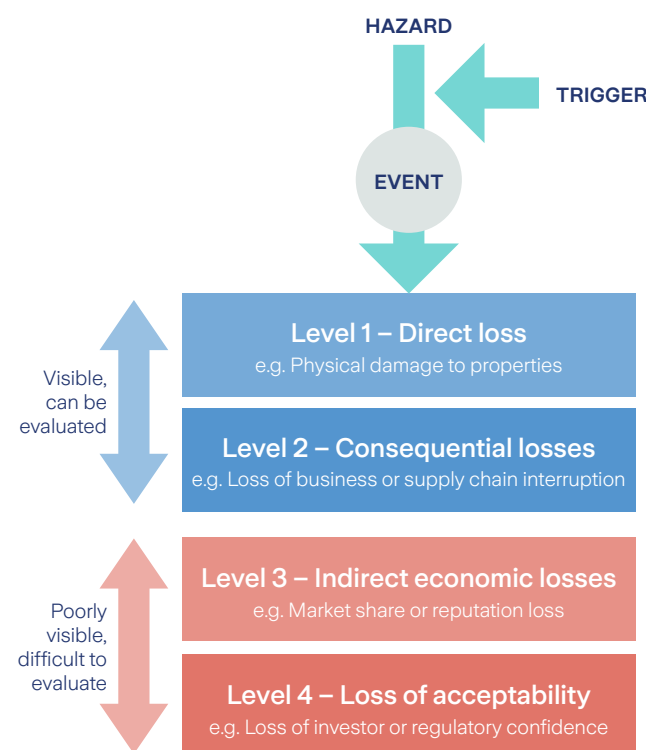 HAZARD
TRIGGER
EVENT
Level 1 – Direct loss
e.g. Physical damage to properties
Visible,
can be
evaluated
Level 2 – Consequential losses
e.g. Loss of business or supply chain interruption
Level 3 – Indirect economic losses
e.g. Market share or reputation loss
Poorly
visible,
difficult to
evaluate
Level 4 – Loss of acceptability
e.g. Loss of investor or regulatory confidence